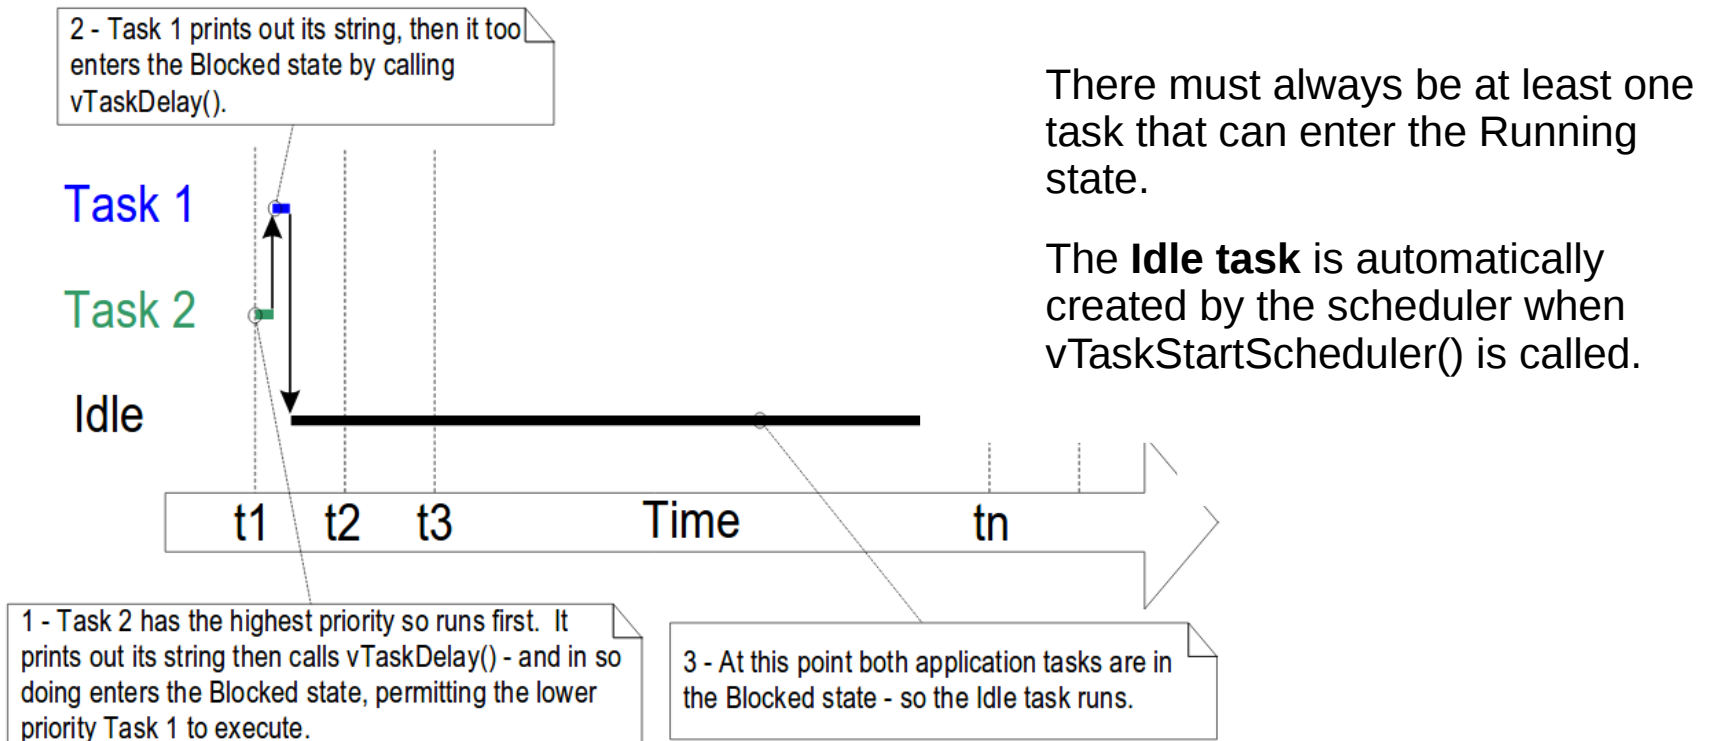 2 - Task 1 prints out its string, then it too
enters the Blocked state by calling
vTaskDelay().
There must always be at least one
task that can enter the Running
state.
The Idle task is automatically
created by the scheduler when
vTaskStartScheduler() is called.
Task 1
Task 2
Idle
t1 t2 t3 Time tn
1 - Task 2 has the highest priority so runs first. It
prints out its string then calls vTaskDelay() - and in so
doing enters the Blocked state, permitting the lower
priority Task 1 to execute.
3 - At this point both application tasks are in
the Blocked state - so the Idle task runs.